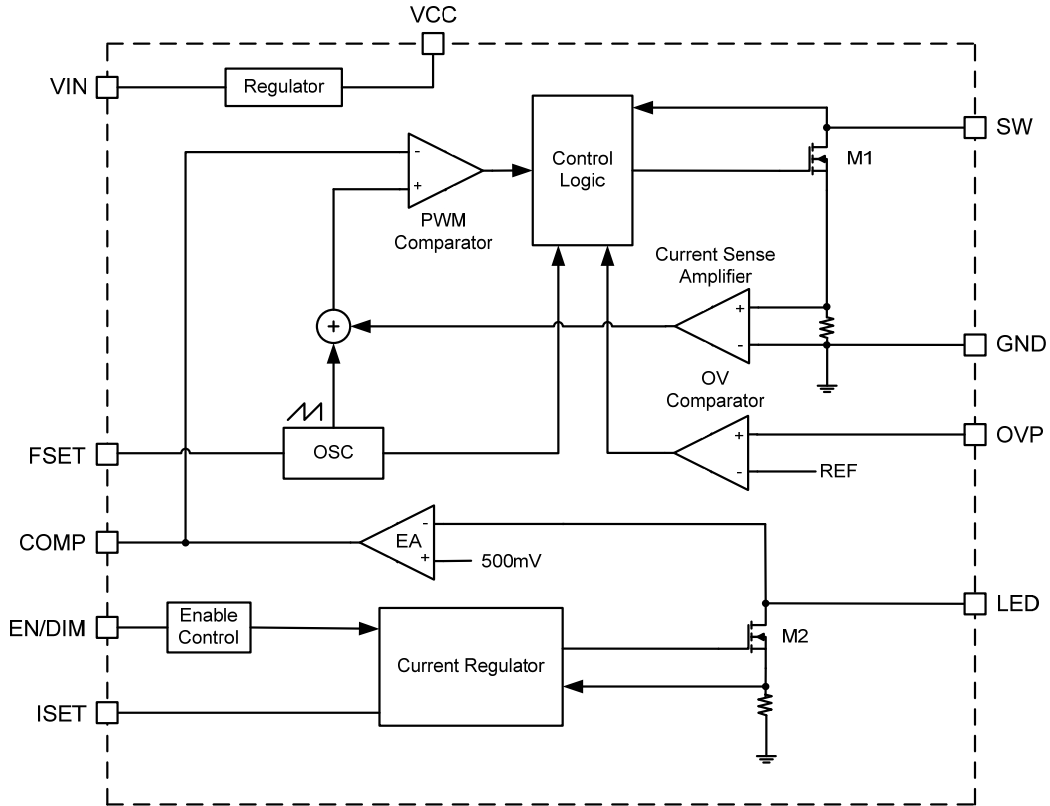 VCC
VIN
Regulator
SW
Control
Logic
M1
-
+
PWM
Comparator
Current Sense
Amplifier
+
-
+
GND
OV
Comparator
OVP
+
-
REF
FSET
OSC
COMP
EA
-
+
500mV
LED
EN/DIM
Enable
Control
M2
Current Regulator
ISET